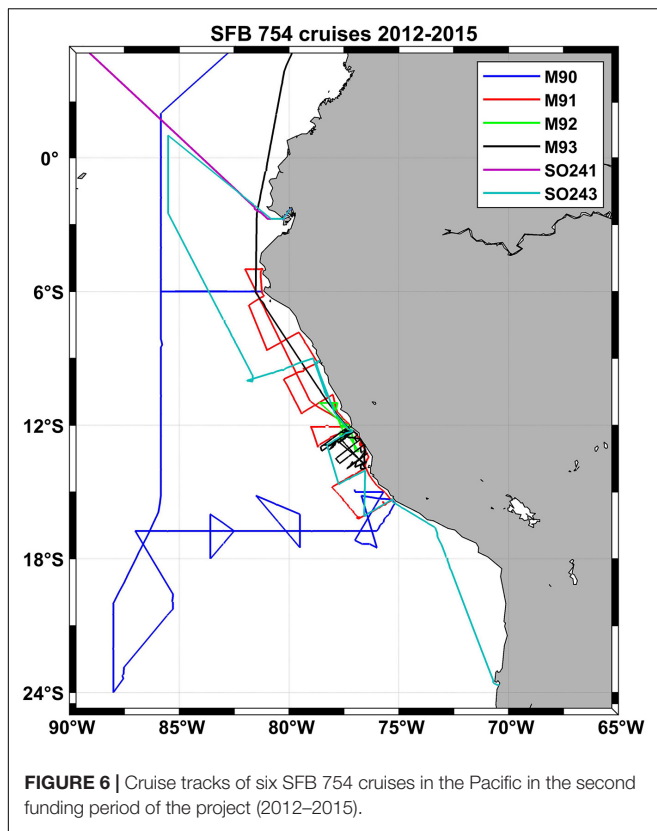 SFB 754 cruises 2012-2015
M90
M91
M92
M93
SO241
SO243
0°
6°S
12°S
18°S
24°S
90°W 85°W 80°W 75°W 70°W 65°W
FIGURE 6 | Cruise tracks of six SFB 754 cruises in the Pacific in the second
funding period of the project (2012–2015).